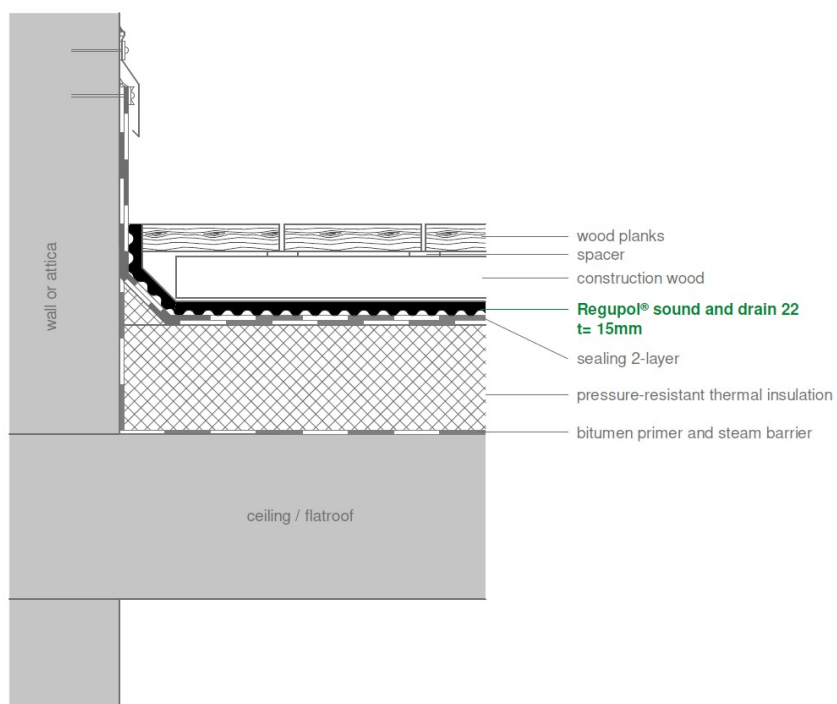 wall or attica
wood planks
spacer
construction wood
Regupol® sound and drain 22
t= 15mm
sealing 2-layer
pressure-resistant thermal insulation
bitumen primer and steam barrier
ceiling / flatroof